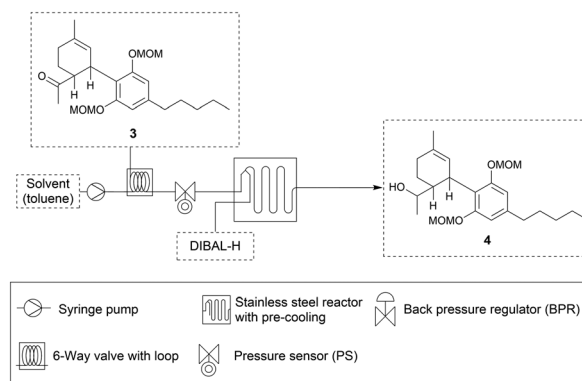 OMOM
O
H
H
MOMO
3
Solvent
(toluene)
DIBAL-H
OMOM
HO
H
H
MOMO
4
Syringe pump
Stainless steel reactor
with pre-cooling
Back pressure regulator (BPR)
6-Way valve with loop
Pressure sensor (PS)